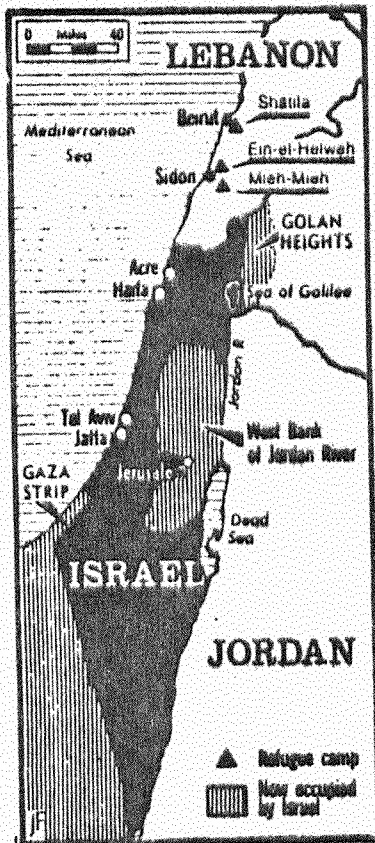 0 Miles 40
LEBANON
Beirut
Shatila
Mediterranean
Sea
Ein-el-Helwah
Sidon
Mieh-Mieh
GOLAN
HEIGHTS
Acre
Haifa
Sea of Galilee
Jordan R.
Tel Aviv
Jaffa
West Bank
of Jordan River
Jerusalem
GAZA
STRIP
Dead
Sea
ISRAEL
JORDAN
Refugee camp
Now occupied
by Israel